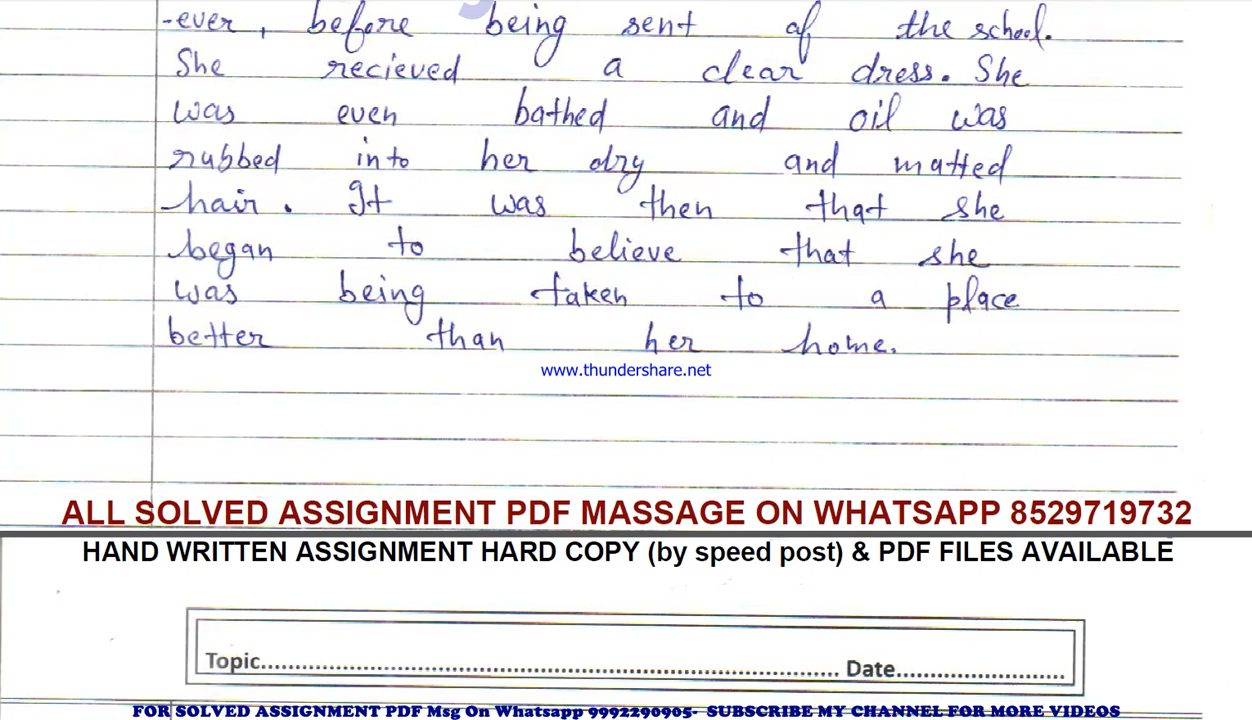 -ever, before being sent of the school.
She recieved a clear dress. She
was even bathed and oil was
rubbed into her dry and matted
hair. It was then that she
began to believe that she
was being taken to a place
better than her home.
www.thundershare.net
ALL SOLVED ASSIGNMENT PDF MASSAGE ON WHATSAPP 8529719732
HAND WRITTEN ASSIGNMENT HARD COPY (by speed post) & PDF FILES AVAILABLE
Topic.................................................................................... Date.........................
FOR SOLVED ASSIGNMENT PDF Msg On Whatsapp 9992290905- SUBSCRIBE MY CHANNEL FOR MORE VIDEOS